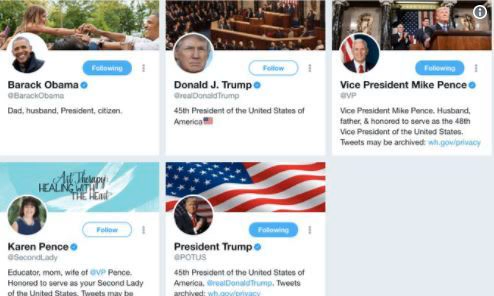 Following
Barack Obama
@BarackObama
Dad, husband, President, citizen.
Follow
Donald J. Trump
@realDonaldTrump
45th President of the United States of
America🇺🇸
Following
Vice President Mike Pence
@VP
Vice President Mike Pence. Husband,
father, & honored to serve as the 48th
Vice President of the United States.
Tweets may be archived: wh.gov/privacy
Art Therapy:
HEALING WITH
THE HEArt
Follow
Karen Pence
@SecondLady
Educator, mom, wife of @VP Pence.
Honored to serve as your Second Lady
of the United States. Tweets may be
Following
President Trump
@POTUS
45th President of the United States of
America, @realDonaldTrump. Tweets
archived: wh.gov/privacy